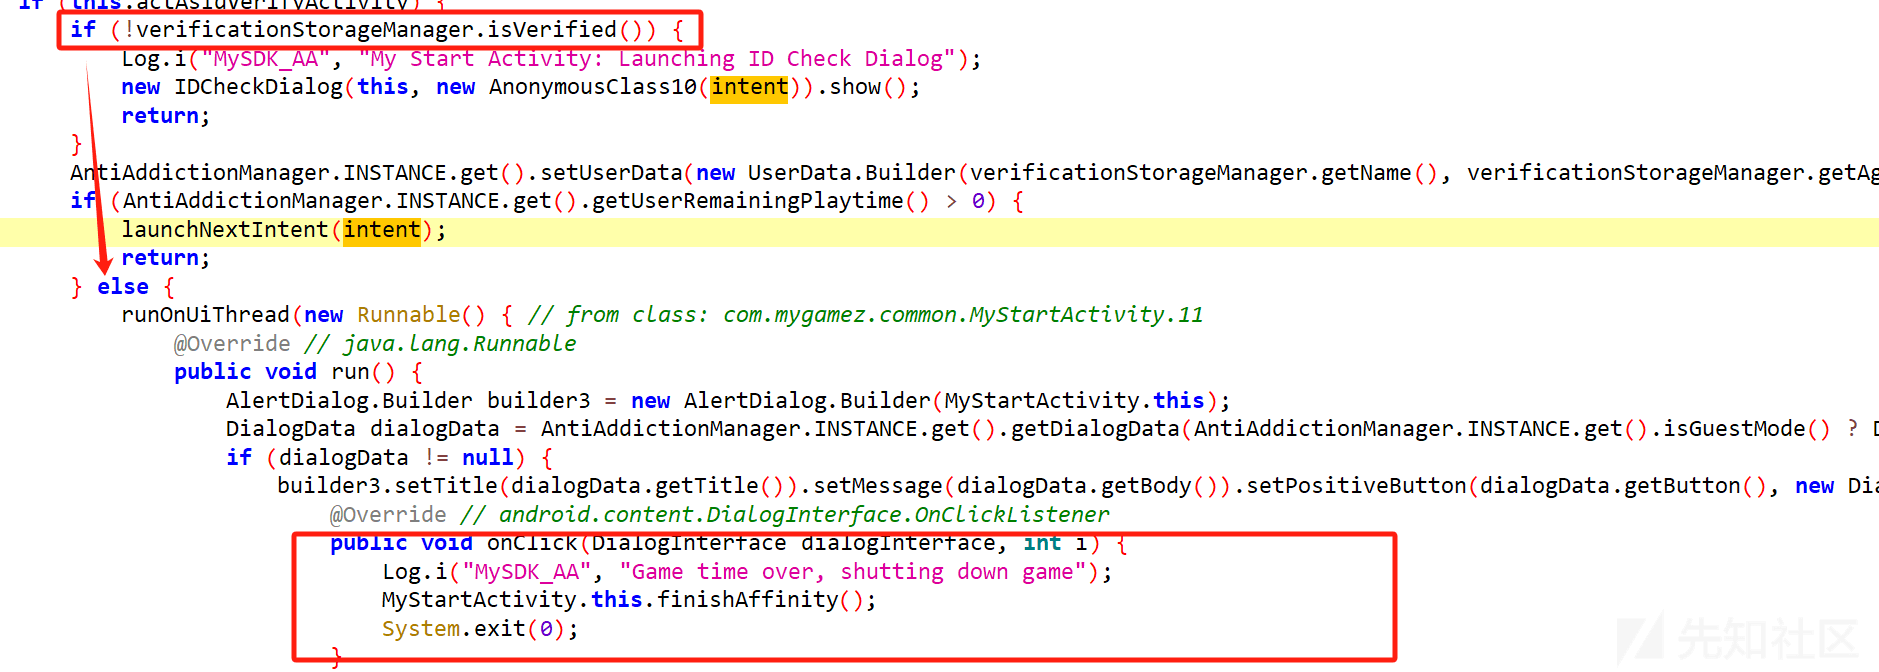 if (this.actAsIdVerifyActivity) {
if (!verificationStorageManager.isVerified()) {
Log.i("MySDK_AA", "My Start Activity: Launching ID Check Dialog");
new IDCheckDialog(this, new AnonymousClass10(intent)).show();
return;
}
AntiAddictionManager.INSTANCE.get().setUserData(new UserData.Builder(verificationStorageManager.getName(), verificationStorageManager.getAg
if (AntiAddictionManager.INSTANCE.get().getUserRemainingPlaytime() > 0) {
launchNextIntent(intent);
return;
} else {
runOnUiThread(new Runnable() { // from class: com.mygamez.common.MyStartActivity.11
@Override // java.lang.Runnable
public void run() {
AlertDialog.Builder builder3 = new AlertDialog.Builder(MyStartActivity.this);
DialogData dialogData = AntiAddictionManager.INSTANCE.get().getDialogData(AntiAddictionManager.INSTANCE.get().isGuestMode() ? D
if (dialogData != null) {
builder3.setTitle(dialogData.getTitle()).setMessage(dialogData.getBody()).setPositiveButton(dialogData.getButton(), new Dia
@Override // android.content.DialogInterface.OnClickListener
public void onClick(DialogInterface dialogInterface, int i) {
Log.i("MySDK_AA", "Game time over, shutting down game");
MyStartActivity.this.finishAffinity();
System.exit(0);
}
先知社区